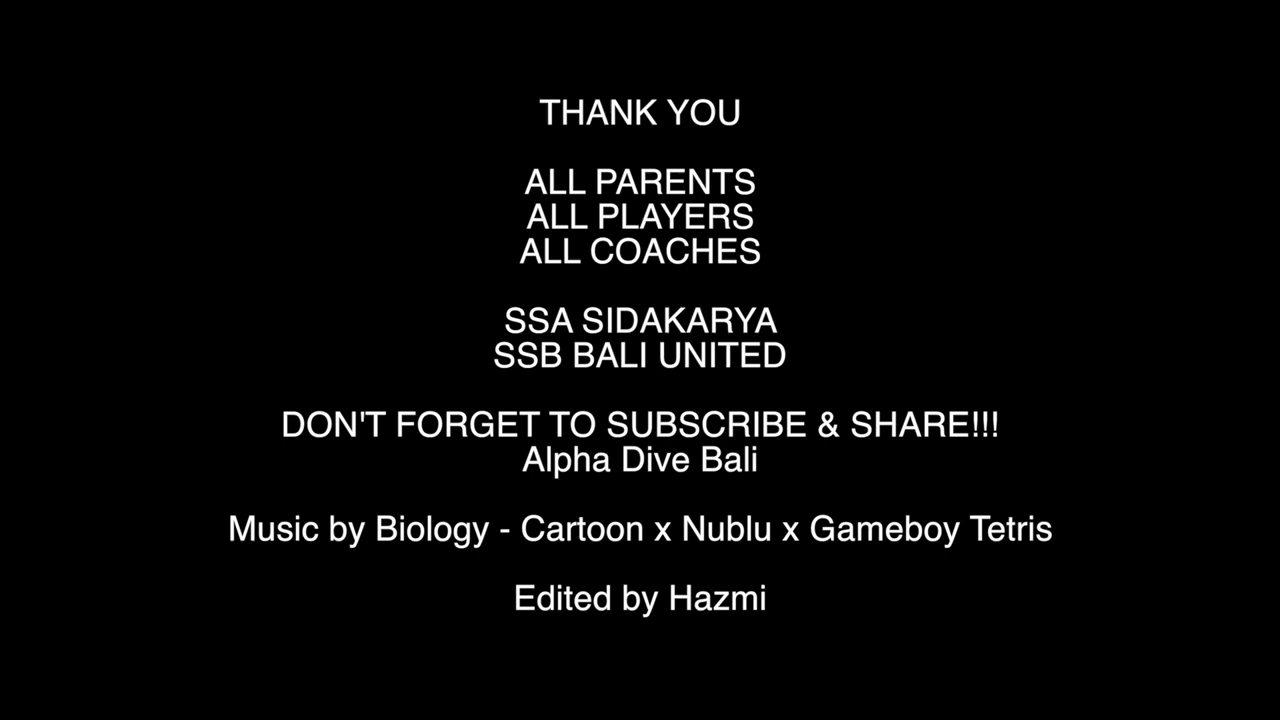 THANK YOU
ALL PARENTS
ALL PLAYERS
ALL COACHES
SSA SIDAKARYA
SSB BALI UNITED
DON'T FORGET TO SUBSCRIBE & SHARE!!!
Alpha Dive Bali
Music by Biology - Cartoon x Nublu x Gameboy Tetris
Edited by Hazmi